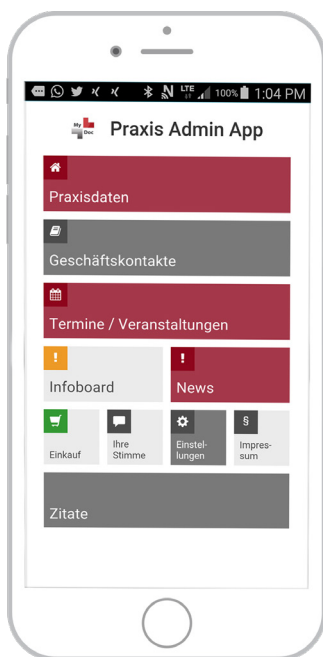 LTE 100% 1:04 PM
My Doc Praxis Admin App
Praxisdaten
Geschäftskontakte
Termine / Veranstaltungen
Infoboard
News
Einkauf
Ihre
Stimme
Einstel-
lungen
§
Impres-
sum
Zitate